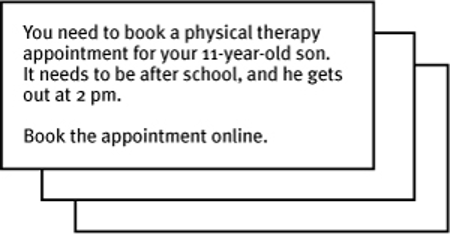 You need to book a physical therapy
appointment for your 11-year-old son.
It needs to be after school, and he gets
out at 2 pm.
Book the appointment online.